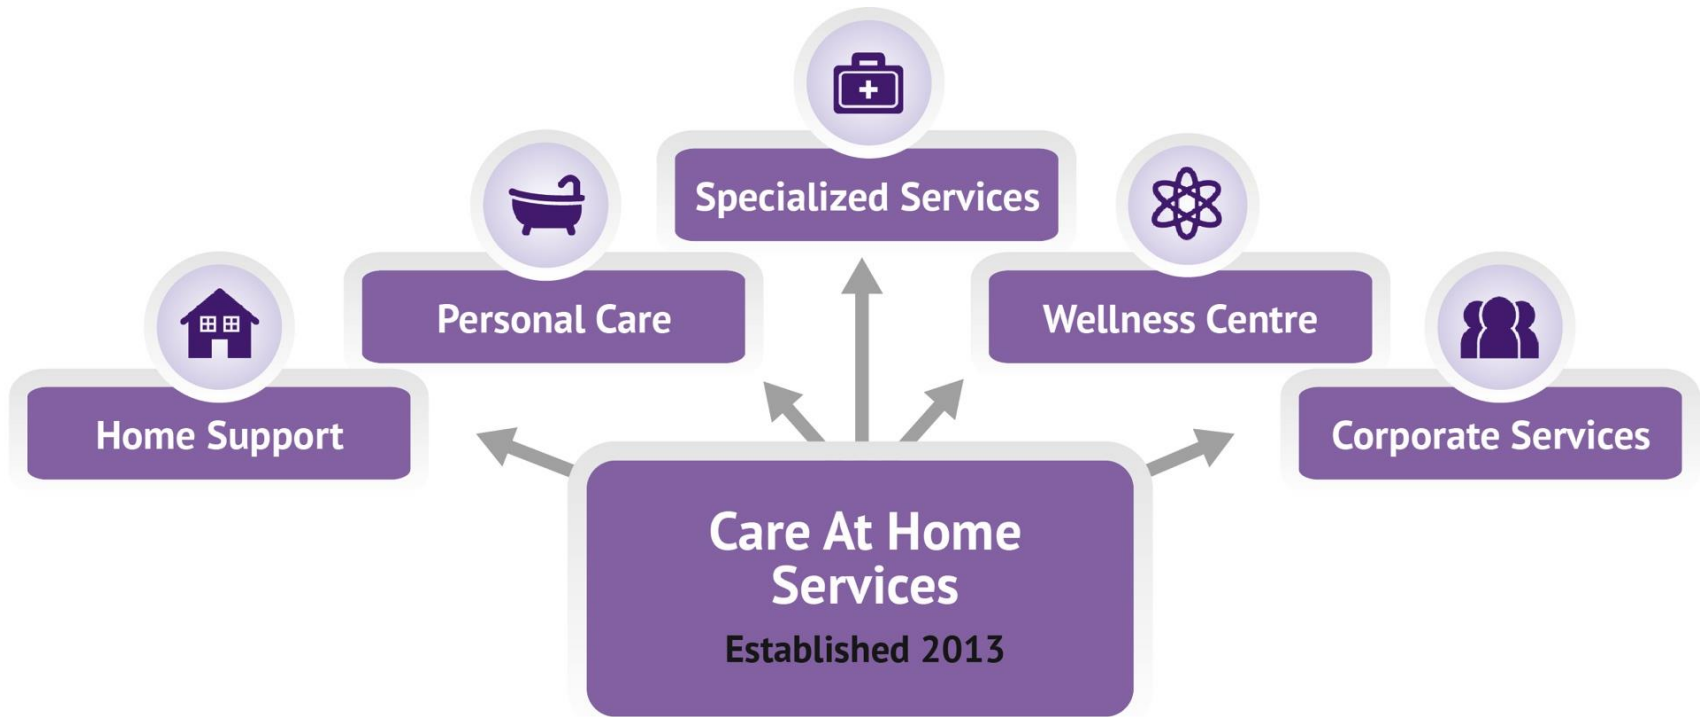 Specialized Services
Personal Care
Wellness Centre
Home Support
Corporate Services
Care At Home
Services
Established 2013